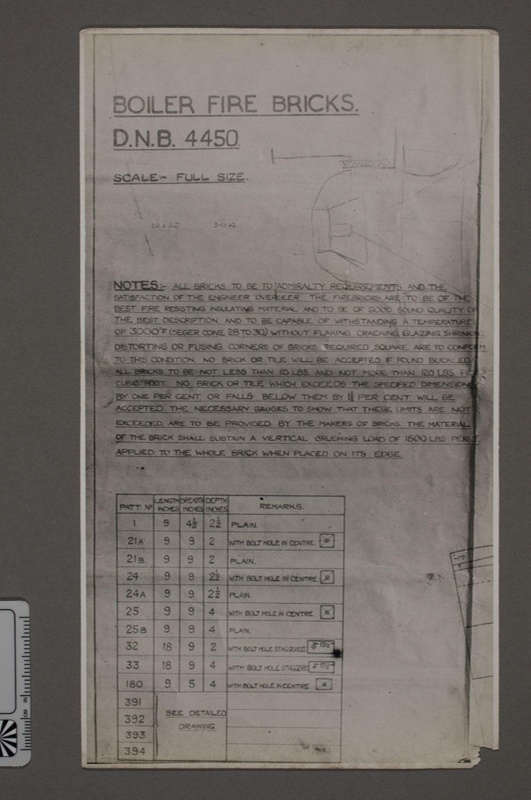 BOILER FIRE BRICKS.
D.N.B. 4450
SCALE:- FULL SIZE.
NOTES:- ALL BRICKS TO BE TO ADMIRALTY REQUIREMENTS AND THE
SATISFACTION OF THE ENGINEER OVERSEER. THE FIREBRICKS ARE TO BE OF THE
BEST FIRE RESISTING INSULATING MATERIAL AND TO BE OF GOOD SOUND QUALITY OF
THE BEST DESCRIPTION, AND TO BE CAPABLE OF WITHSTANDING A TEMPERATURE
OF 3000°F (SEGER CONE 28 TO 30) WITHOUT FLAKING, CRACKING GLAZING
DISTORTING OR FUSING CORNERS OF BRICKS REQUIRED SQUARE, ARE TO CONFORM
TO THIS CONDITION. NO BRICK OR TILE WILL BE ACCEPTED IF FOUND BUCKLED
ALL BRICKS TO BE NOT LESS THAN 115 LBS AND NOT MORE THAN 120 LBS.
CUBIC FOOT. NO BRICK OR TILE WHICH EXCEEDS THE SPECIFIED DIMENSIONS
BY ONE PER CENT OR FALLS BELOW THEM BY 1½ PER CENT. WILL BE
ACCEPTED. THE NECESSARY GAUGES TO SHOW THAT THESE LIMITS ARE NOT
EXCEEDED ARE TO BE PROVIDED BY THE MAKERS OF BRICKS. THE MATERIAL
OF THE BRICK SHALL SUSTAIN A VERTICAL CRUSHING LOAD OF 1800 LBS PER
APPLIED TO THE WHOLE BRICK WHEN PLACED ON ITS EDGE.
PATT. Nº LENGTH INCHES BREADTH INCHES DEPTH INCHES REMARKS.
1 9 4½ 2½ PLAIN.
21A 9 9 2 WITH BOLT HOLE IN CENTRE
21B 9 9 2 PLAIN.
24 9 9 2½ WITH BOLT HOLE IN CENTRE
24A 9 9 2½ PLAIN
25 9 9 4 WITH BOLT HOLE IN CENTRE
25B 9 9 4 PLAIN.
32 18 9 2 WITH BOLT HOLE STAGGERED
33 18 9 4 WITH BOLT HOLE STAGGERED
180 9 5 4 WITH BOLT HOLE IN CENTRE
391
392 SEE DETAILED
393 DRAWING
394